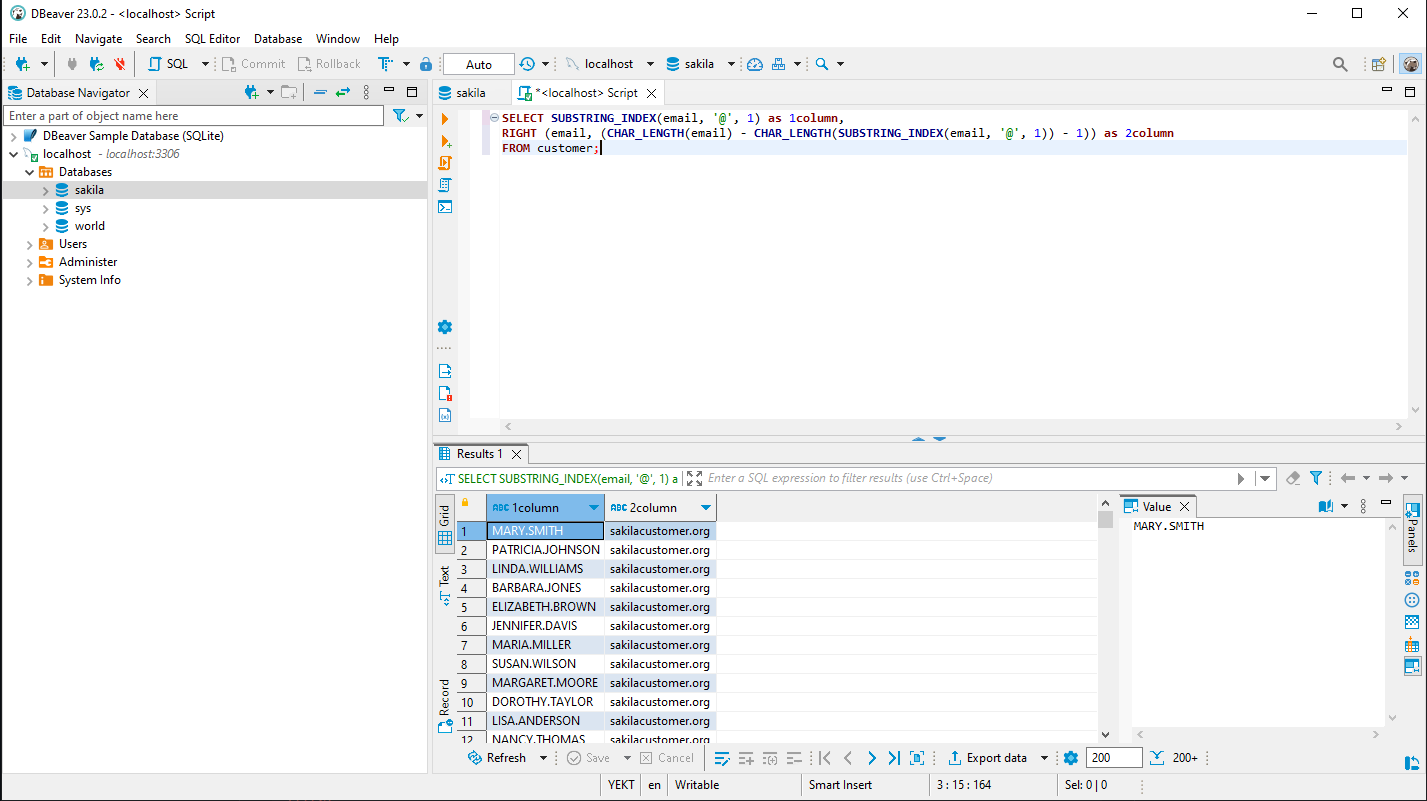 DBeaver 23.0.2 - <localhost> Script
File Edit Navigate Search SQL Editor Database Window Help
SQL Commit Rollback Auto localhost sakila
Database Navigator
Enter a part of object name here
DBeaver Sample Database (SQLite)
localhost - localhost:3306
Databases
sakila
sys
world
Users
Administer
System Info
sakila *<localhost> Script
SELECT SUBSTRING_INDEX(email, '@', 1) as 1column,
RIGHT (email, (CHAR_LENGTH(email) - CHAR_LENGTH(SUBSTRING_INDEX(email, '@', 1)) - 1)) as 2column
FROM customer;
Results 1
SELECT SUBSTRING_INDEX(email, '@', 1) a Enter a SQL expression to filter results (use Ctrl+Space)
Grid
Text
Record
ABC 1column ABC 2column
1 MARY.SMITH sakilacustomer.org
2 PATRICIA.JOHNSON sakilacustomer.org
3 LINDA.WILLIAMS sakilacustomer.org
4 BARBARA.JONES sakilacustomer.org
5 ELIZABETH.BROWN sakilacustomer.org
6 JENNIFER.DAVIS sakilacustomer.org
7 MARIA.MILLER sakilacustomer.org
8 SUSAN.WILSON sakilacustomer.org
9 MARGARET.MOORE sakilacustomer.org
10 DOROTHY.TAYLOR sakilacustomer.org
11 LISA.ANDERSON sakilacustomer.org
12 NANCY.THOMAS sakilacustomer.org
Value
MARY.SMITH
Panels
Refresh Save Cancel Export data 200 200+
YEKT en Writable Smart Insert 3 : 15 : 164 Sel: 0 | 0